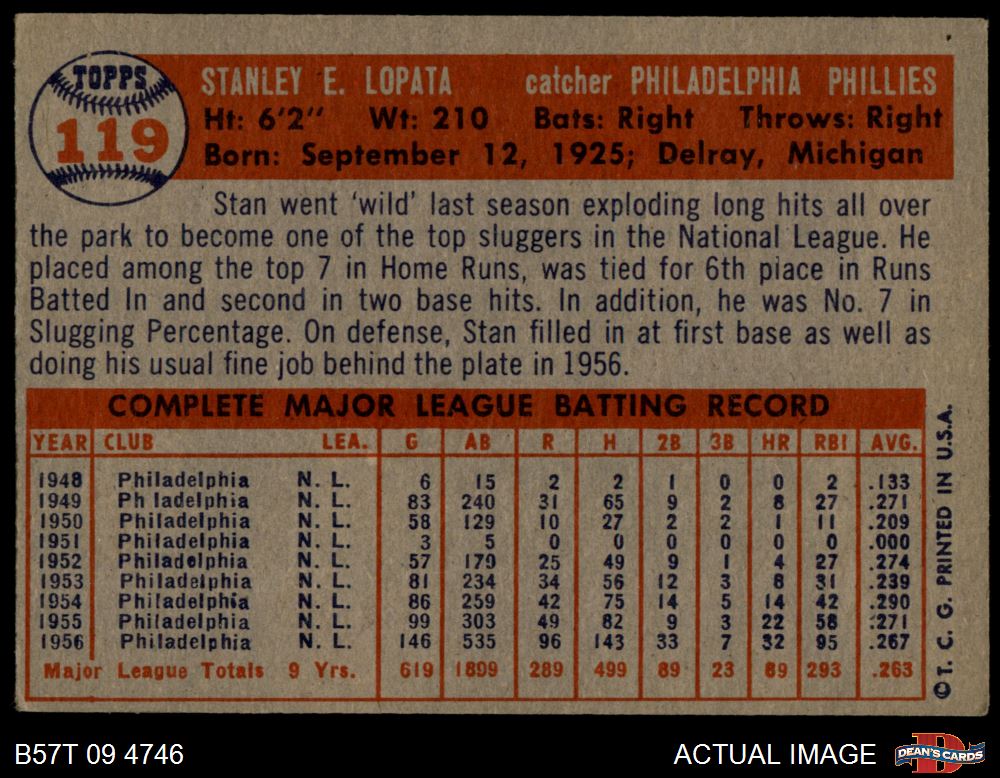 TOPPS
119
STANLEY E. LOPATA catcher PHILADELPHIA PHILLIES
Ht: 6'2" Wt: 210 Bats: Right Throws: Right
Born: September 12, 1925; Delray, Michigan
Stan went 'wild' last season exploding long hits all over
the park to become one of the top sluggers in the National League. He
placed among the top 7 in Home Runs, was tied for 6th place in Runs
Batted In and second in two base hits. In addition, he was No. 7 in
Slugging Percentage. On defense, Stan filled in at first base as well as
doing his usual fine job behind the plate in 1956.
COMPLETE MAJOR LEAGUE BATTING RECORD
YEAR CLUB LEA. G AB R H 2B 3B HR RBI AVG.
1948 Philadelphia N. L. 6 15 2 2 1 0 0 2 .133
1949 Philadelphia N. L. 83 240 31 65 9 2 8 27 .271
1950 Philadelphia N. L. 58 129 10 27 2 2 1 11 .209
1951 Philadelphia N. L. 3 5 0 0 0 0 0 0 .000
1952 Philadelphia N. L. 57 179 25 49 9 1 4 27 .274
1953 Philadelphia N. L. 81 234 34 56 12 3 8 31 .239
1954 Philadelphia N. L. 86 259 42 75 14 5 14 42 .290
1955 Philadelphia N. L. 99 303 49 82 9 3 22 58 .271
1956 Philadelphia N. L. 146 535 96 143 33 7 32 95 .267
Major League Totals 9 Yrs. 619 1899 289 499 89 23 89 293 .263
© T. C. G. PRINTED IN U.S.A.
B57T 09 4746
ACTUAL IMAGE
DEAN'S CARDS